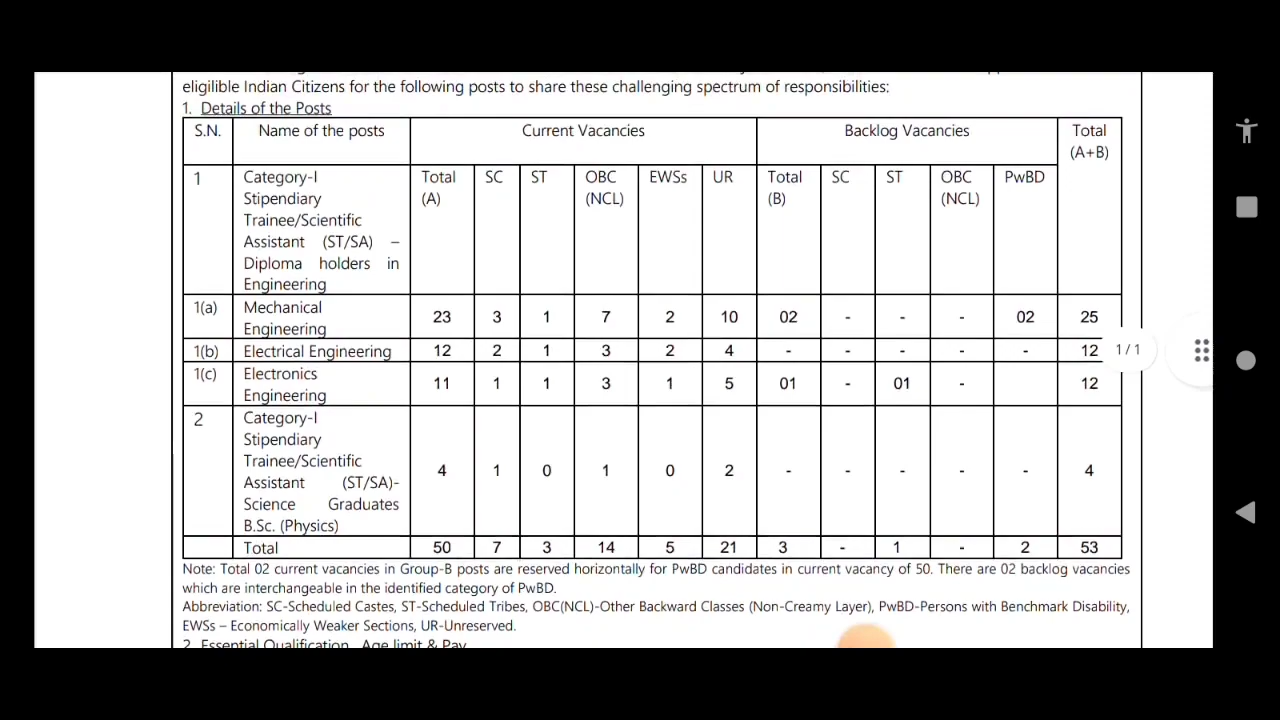 eligilible Indian Citizens for the following posts to share these challenging spectrum of responsibilities:
1. Details of the Posts
S.N. Name of the posts Current Vacancies Backlog Vacancies Total (A+B)
1 Category-I Stipendiary Trainee/Scientific Assistant (ST/SA) – Diploma holders in Engineering Total (A) SC ST OBC (NCL) EWSs UR Total (B) SC ST OBC (NCL) PwBD
1(a) Mechanical Engineering 23 3 1 7 2 10 02 - - - 02 25
1(b) Electrical Engineering 12 2 1 3 2 4 - - - - - 12
1 / 1
1(c) Electronics Engineering 11 1 1 3 1 5 01 - 01 - 12
2 Category-I Stipendiary Trainee/Scientific Assistant (ST/SA)- Science Graduates B.Sc. (Physics) 4 1 0 1 0 2 - - - - - 4
Total 50 7 3 14 5 21 3 - 1 - 2 53
Note: Total 02 current vacancies in Group-B posts are reserved horizontally for PwBD candidates in current vacancy of 50. There are 02 backlog vacancies
which are interchangeable in the identified category of PwBD.
Abbreviation: SC-Scheduled Castes, ST-Scheduled Tribes, OBC(NCL)-Other Backward Classes (Non-Creamy Layer), PwBD-Persons with Benchmark Disability,
EWSs – Economically Weaker Sections, UR-Unreserved.
2. Essential Qualification, Age limit & Pay